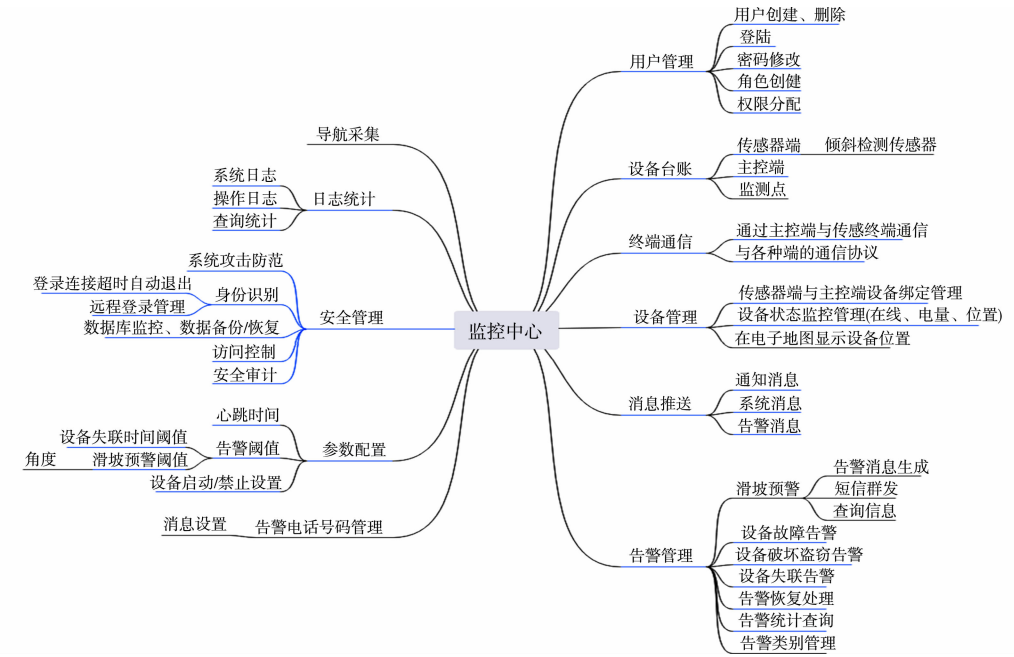 监控中心
用户管理
用户创建、删除
登陆
密码修改
角色创健
权限分配
设备台账
传感器端
倾斜检测传感器
主控端
监测点
终端通信
通过主控端与传感终端通信
与各种端的通信协议
设备管理
传感器端与主控端设备绑定管理
设备状态监控管理(在线、电量、位置)
在电子地图显示设备位置
消息推送
通知消息
系统消息
告警消息
告警管理
滑坡预警
告警消息生成
短信群发
查询信息
设备故障告警
设备破坏盗窃告警
设备失联告警
告警恢复处理
告警统计查询
告警类别管理
导航采集
日志统计
系统日志
操作日志
查询统计
安全管理
系统攻击防范
身份识别
登录连接超时自动退出
远程登录管理
数据库监控、数据备份/恢复
访问控制
安全审计
参数配置
心跳时间
告警阈值
设备失联时间阈值
滑坡预警阈值
角度
设备启动/禁止设置
告警电话号码管理
消息设置